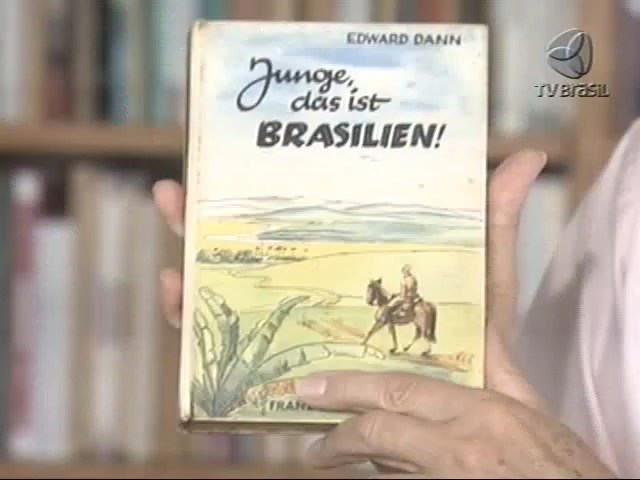 EDWARD DANN
Junge,
das ist
BRASILIEN!
TV BRASIL